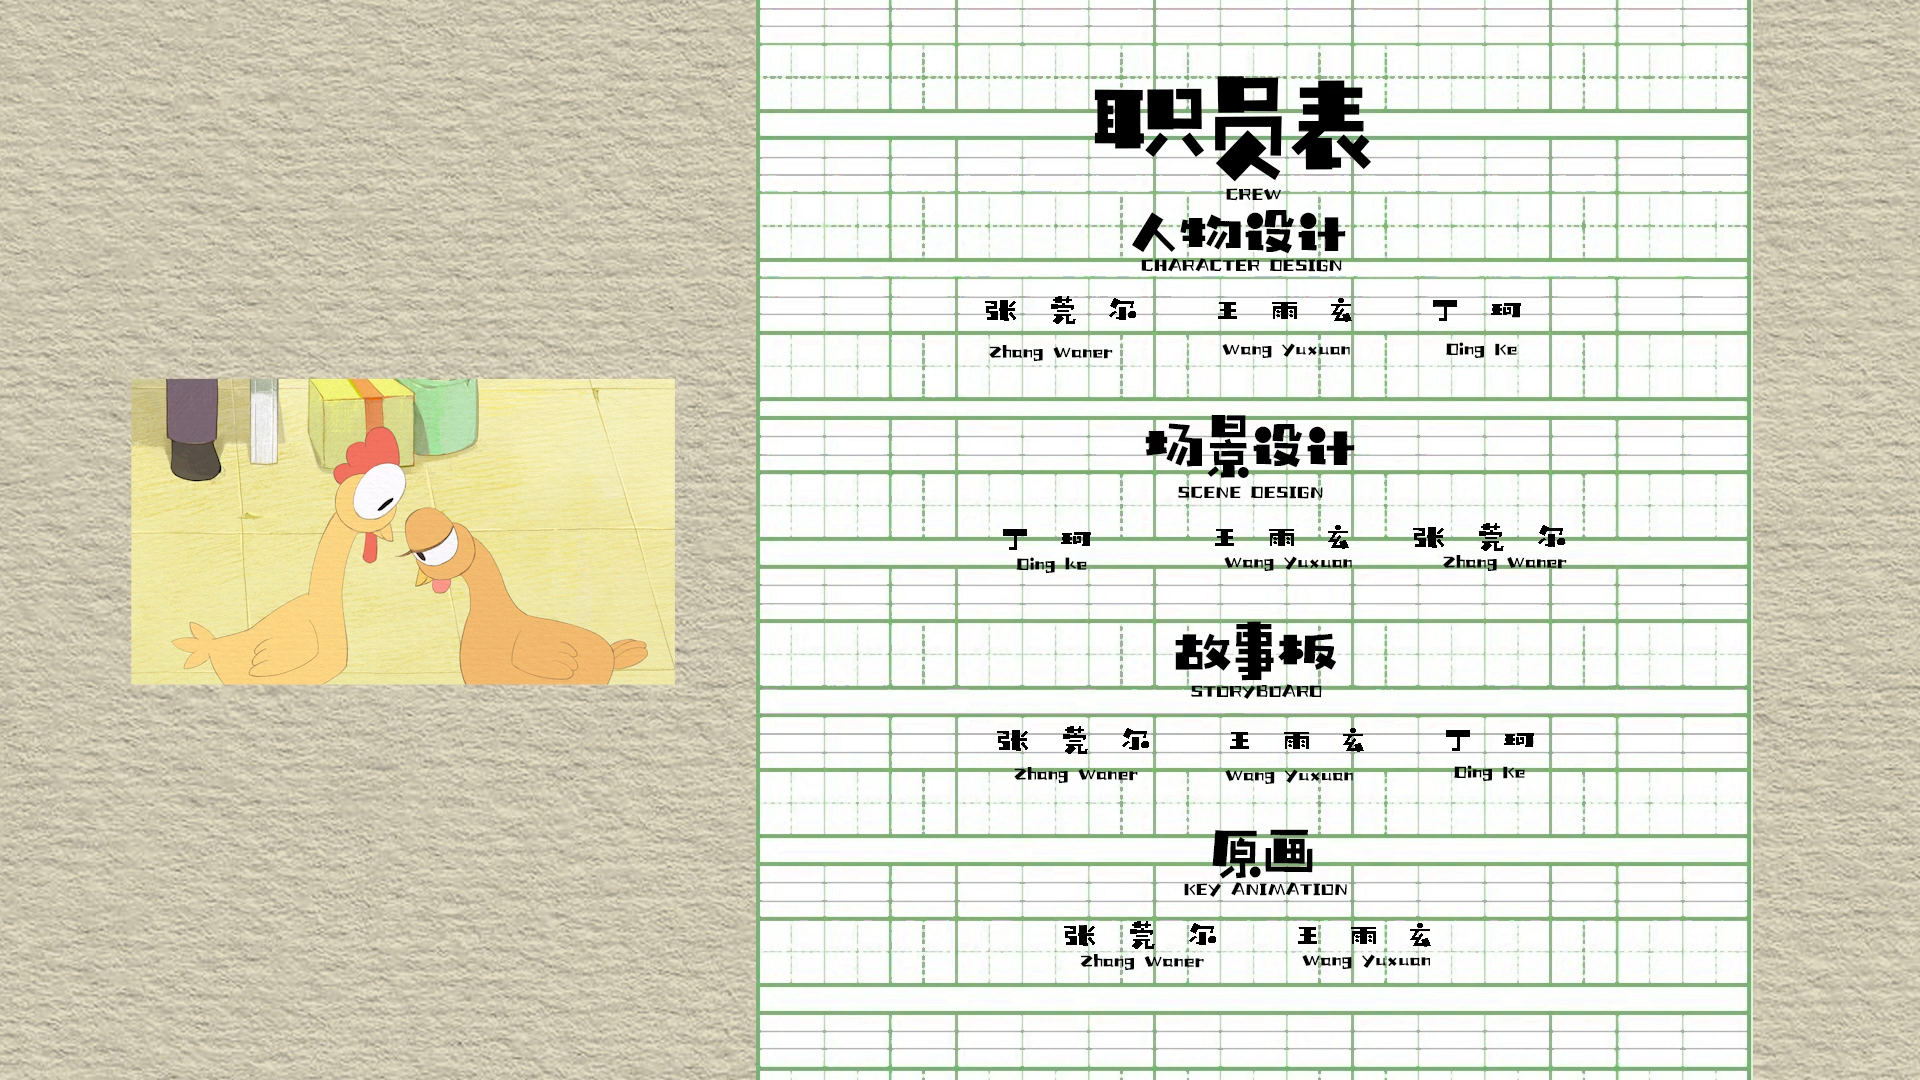 职员表
CREW
人物设计
CHARACTER DESIGN
张莞尔 王雨玄 丁珂
Zhang Waner Wang Yuxuan Ding Ke
场景设计
SCENE DESIGN
丁珂 王雨玄 张莞尔
Ding ke Wang Yuxuan Zhang Waner
故事板
STORYBOARD
张莞尔 王雨玄 丁珂
Zhang Waner Wang Yuxuan Ding Ke
原画
KEY ANIMATION
张莞尔 王雨玄
Zhang Waner Wang Yuxuan